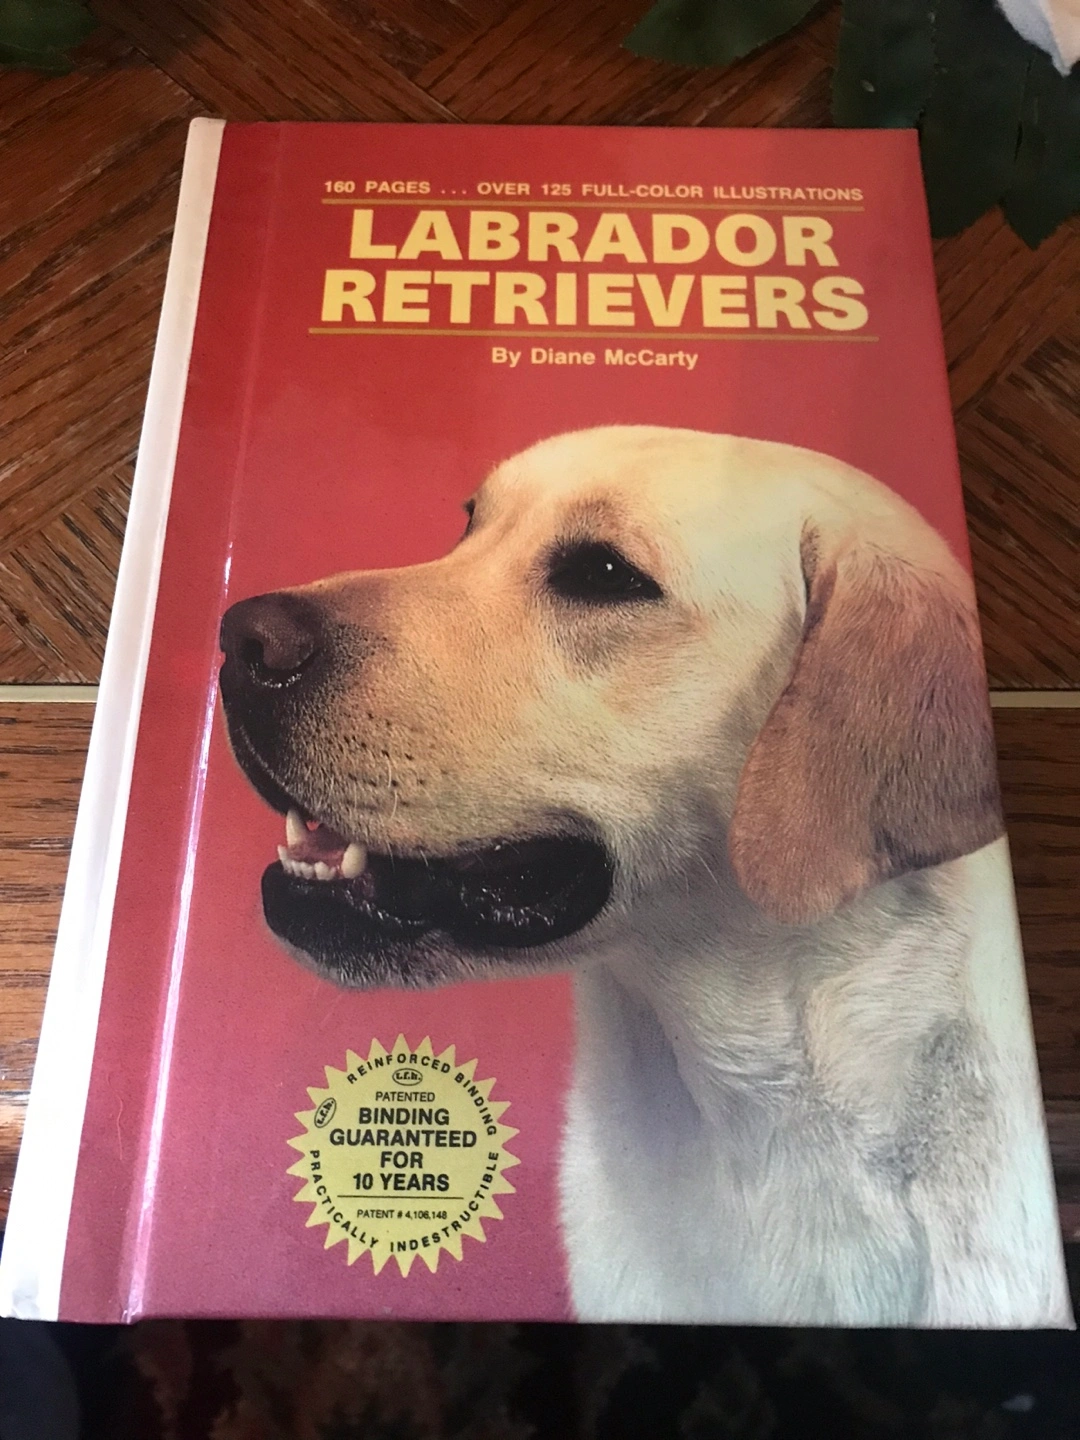 160 PAGES ... OVER 125 FULL-COLOR ILLUSTRATIONS
LABRADOR
RETRIEVERS
By Diane McCarty
REINFORCED BINDING
t.f.h.
t.f.h.
PATENTED
BINDING
GUARANTEED
FOR
10 YEARS
PATENT # 4,106,148
PRACTICALLY INDESTRUCTIBLE